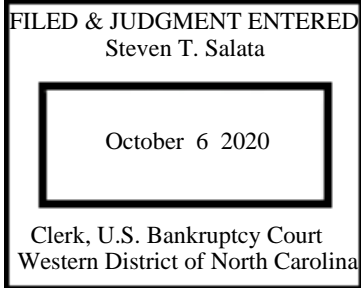 FILED & JUDGMENT ENTERED
Steven T. Salata
October 6 2020
Clerk, U.S. Bankruptcy Court
Western District of North Carolina